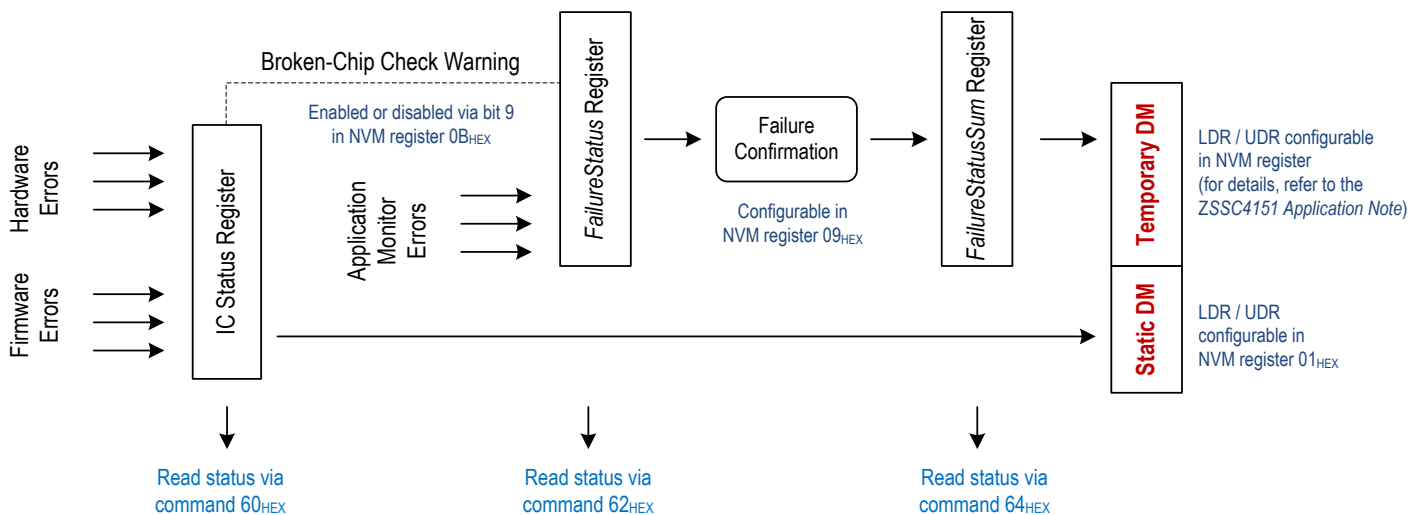 Broken-Chip Check Warning
Enabled or disabled via bit 9
in NVM register 0BHEX
Hardware
Errors
Firmware
Errors
IC Status Register
Application
Monitor
Errors
FailureStatus Register
Failure
Confirmation
Configurable in
NVM register 09HEX
FailureStatusSum Register
Temporary DM
Static DM
LDR / UDR configurable
in NVM register
(for details, refer to the
ZSSC4151 Application Note)
LDR / UDR
configurable in
NVM register 01HEX
Read status via
command 60HEX
Read status via
command 62HEX
Read status via
command 64HEX